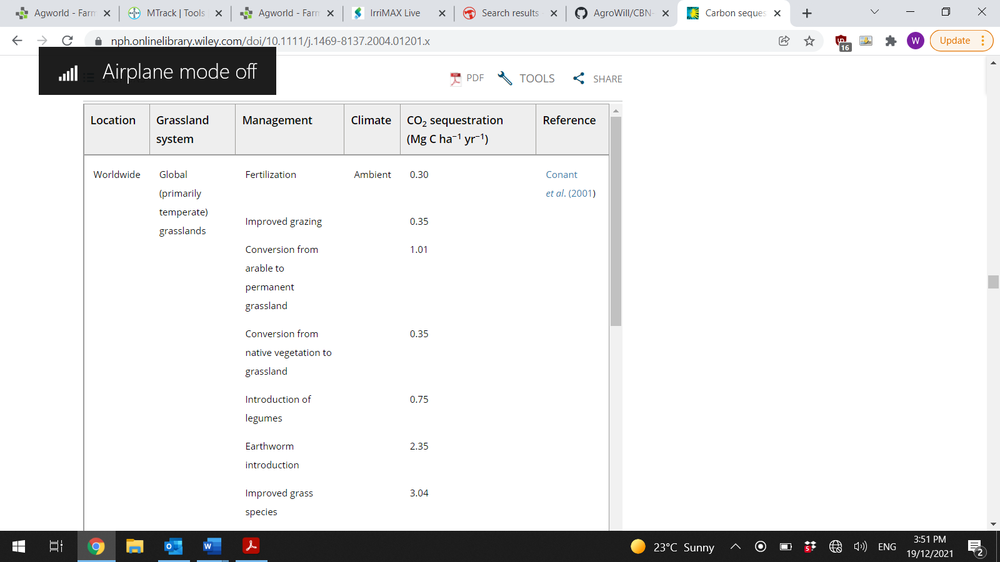 Agworld - Farm
MTrack | Tools
Agworld - Farm
IrriMAX Live
Search results -
AgroWill/CBN-
Carbon seques
nph.onlinelibrary.wiley.com/doi/10.1111/j.1469-8137.2004.01201.x
16
W
Update
Airplane mode off
PDF
TOOLS
SHARE
Location
Grassland
system
Management
Climate
CO₂ sequestration
(Mg C ha⁻¹ yr⁻¹)
Reference
Worldwide
Global
(primarily
temperate)
grasslands
Fertilization
Ambient
0.30
Conant
et al. (2001)
Improved grazing
0.35
Conversion from
arable to
permanent
grassland
1.01
Conversion from
native vegetation to
grassland
0.35
Introduction of
legumes
0.75
Earthworm
introduction
2.35
Improved grass
species
3.04
23°C Sunny
5
ENG
3:51 PM
19/12/2021
2